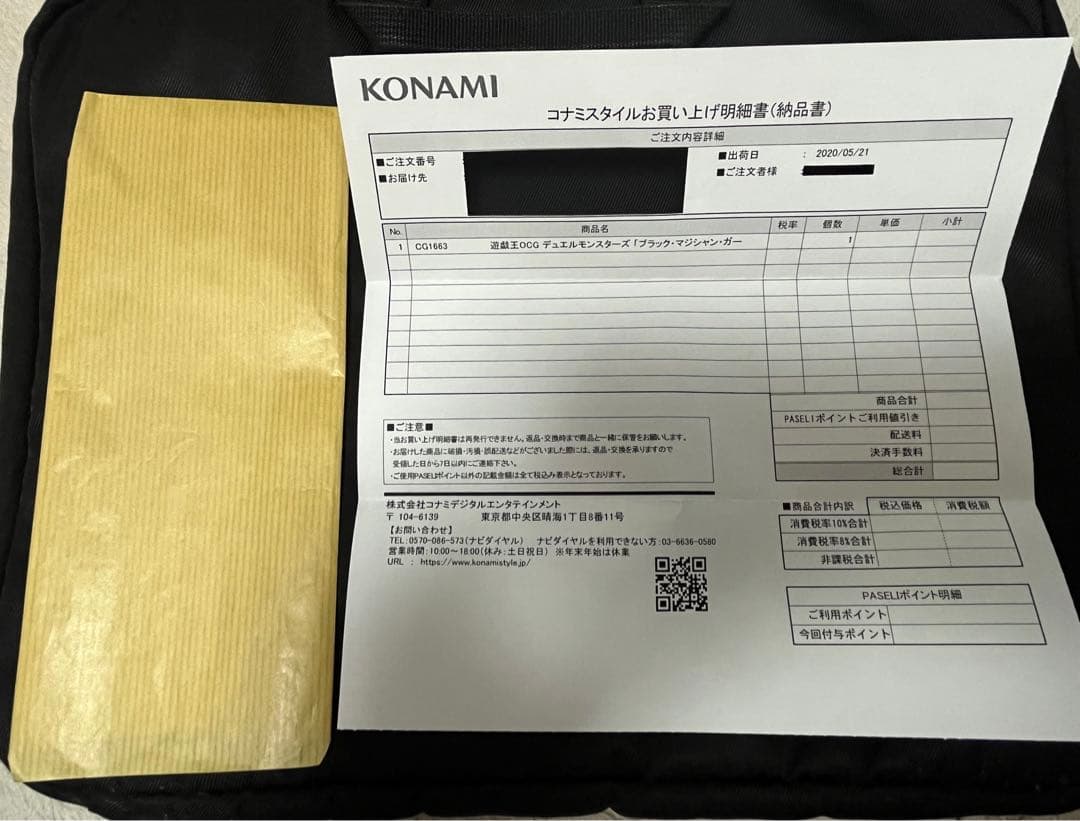 KONAMI
コナミスタイルお買い上げ明細書(納品書)
ご注文内容詳細
■ご注文番号 :
■お届け先 :
■出荷日 : 2020/05/21
■ご注文者様 :
No. 商品名 税率 個数 単価 小計
1 CG1663 遊戯王OCG デュエルモンスターズ「ブラック・マジシャン・ガー 1
商品合計
PASELIポイントご利用値引き
配送料
決済手数料
総合計
■ご注意■
・当お買い上げ明細書は再発行できません。返品・交換時まで商品と一緒に保管をお願いします。
・お届けした商品に破損・汚損・誤配送などがございました際には、返品・交換を承りますので
受領した日から7日以内にご連絡下さい。
・ご使用PASELIポイント以外の記載金額は全て税込み表示となっております。
株式会社コナミデジタルエンタテインメント
〒 104-6139 東京都中央区晴海1丁目8番11号
【お問い合わせ】
TEL:0570-086-573(ナビダイヤル) ナビダイヤルを利用できない方:03-6636-0580
営業時間:10:00～18:00(休み:土日祝日) ※年末年始は休業
URL : https://www.konamistyle.jp/
■商品合計内訳 税込価格 消費税額
消費税率10%合計
消費税率8%合計
非課税合計
PASELIポイント明細
ご利用ポイント
今回付与ポイント